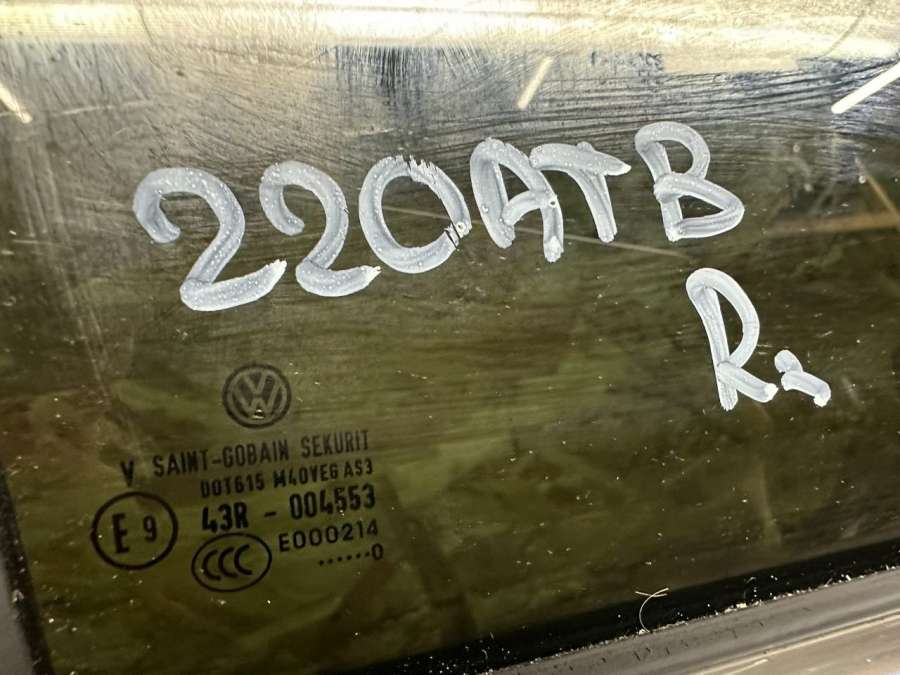 220ATB
R.
VW
V SAINT-GOBAIN SEKURIT
DOT615 M40VEG AS3
E9 43R - 004553
CCC E000214
......0